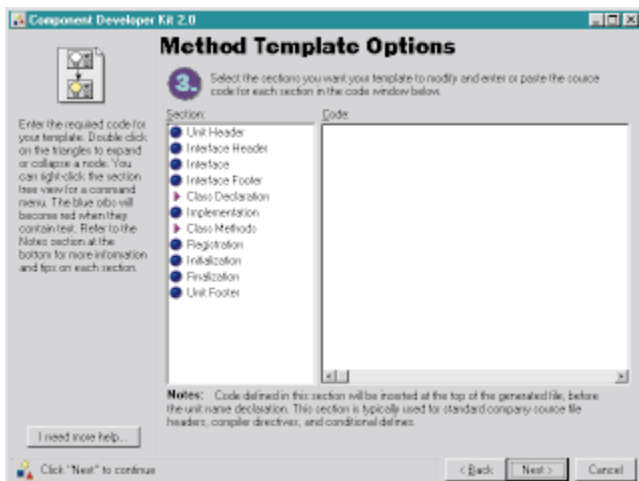 Component Developer Kit 2.0
Method Template Options
3.
Select the sections you want your template to modify and enter or paste the source
code for each section in the code window below.
Enter the required code for
your template. Double click
on the triangles to expand
or collapse a node. You
can right-click the section
tree view for a command
menu. The blue orbs will
become red when they
contain text. Refer to the
Notes section at the
bottom for more information
and tips on each section.
Section:
Unit Header
Interface Header
Interface
Interface Footer
Class Declaration
Implementation
Class Methods
Registration
Initialization
Finalization
Unit Footer
Code:
Notes: Code defined in this section will be inserted at the top of the generated file, before
the unit name declaration. This section is typically used for standard company source file
headers, compiler directives, and conditional defines.
I need more help...
Click "Next" to continue
< Back
Next >
Cancel